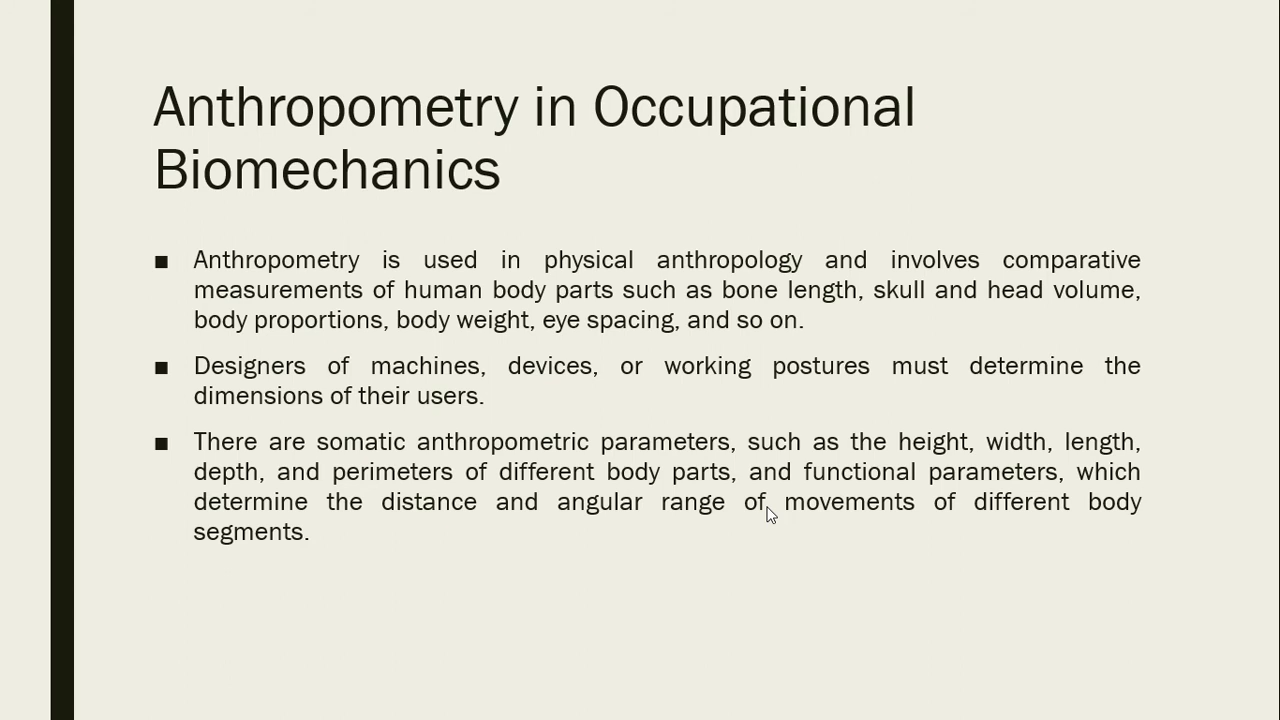 Anthropometry in Occupational
Biomechanics
■ Anthropometry is used in physical anthropology and involves comparative
measurements of human body parts such as bone length, skull and head volume,
body proportions, body weight, eye spacing, and so on.
■ Designers of machines, devices, or working postures must determine the
dimensions of their users.
■ There are somatic anthropometric parameters, such as the height, width, length,
depth, and perimeters of different body parts, and functional parameters, which
determine the distance and angular range of movements of different body
segments.